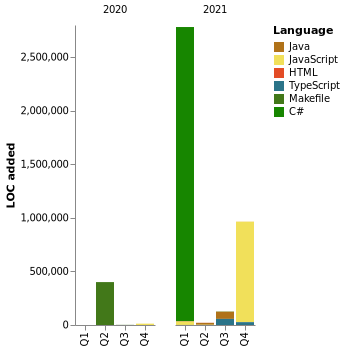 2020
2021
LOC added
2,500,000
2,000,000
1,500,000
1,000,000
500,000
0
Q1
Q2
Q3
Q4
Q1
Q2
Q3
Q4
Language
Java
JavaScript
HTML
TypeScript
Makefile
C#